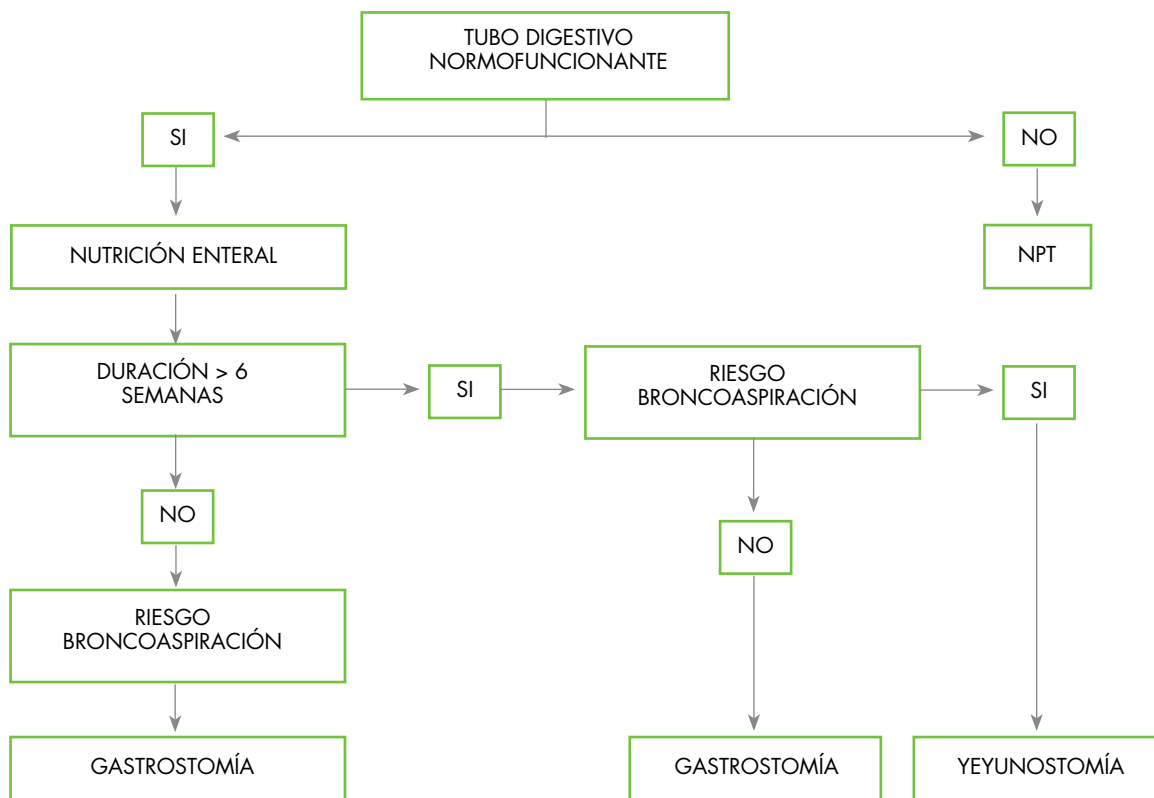 TUBO DIGESTIVO
NORMOFUNCIONANTE
SI
NO
NUTRICIÓN ENTERAL
NPT
DURACIÓN > 6
SEMANAS
SI
RIESGO
BRONCOASPIRACIÓN
SI
NO
NO
RIESGO
BRONCOASPIRACIÓN
GASTROSTOMÍA
GASTROSTOMÍA
YEYUNOSTOMÍA